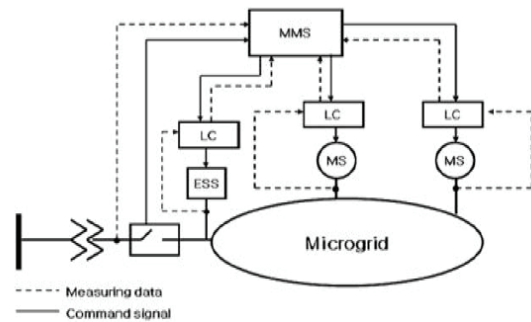 MMS
LC
LC
LC
ESS
MS
MS
Microgrid
Measuring data
Command signal